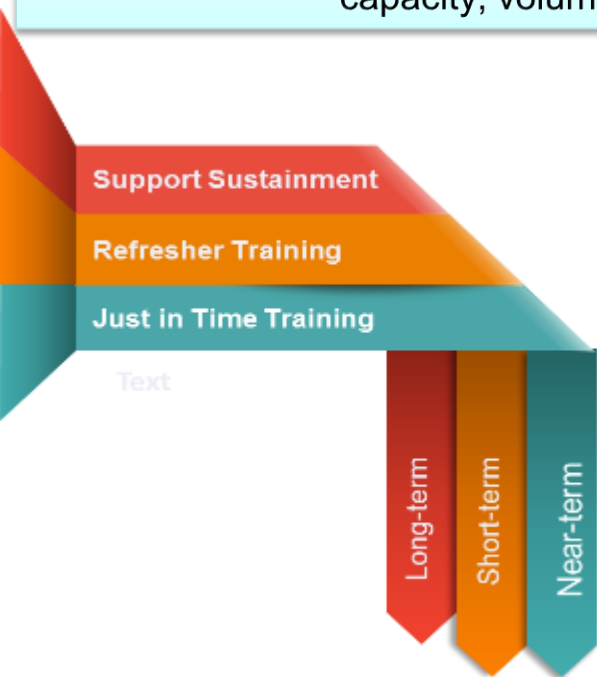 capacity, volum
Support Sustainment
Refresher Training
Just in Time Training
Text
Long-term
Short-term
Near-term